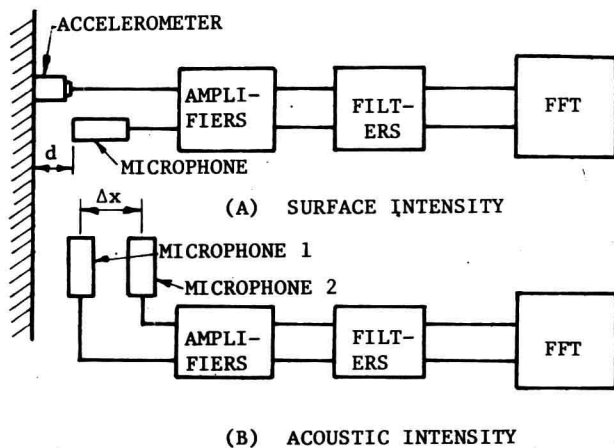 ACCELEROMETER
AMPLI-
FIERS
FILT-
ERS
FFT
d
MICROPHONE
(A) SURFACE INTENSITY
Δx
MICROPHONE 1
MICROPHONE 2
AMPLI-
FIERS
FILT-
ERS
FFT
(B) ACOUSTIC INTENSITY